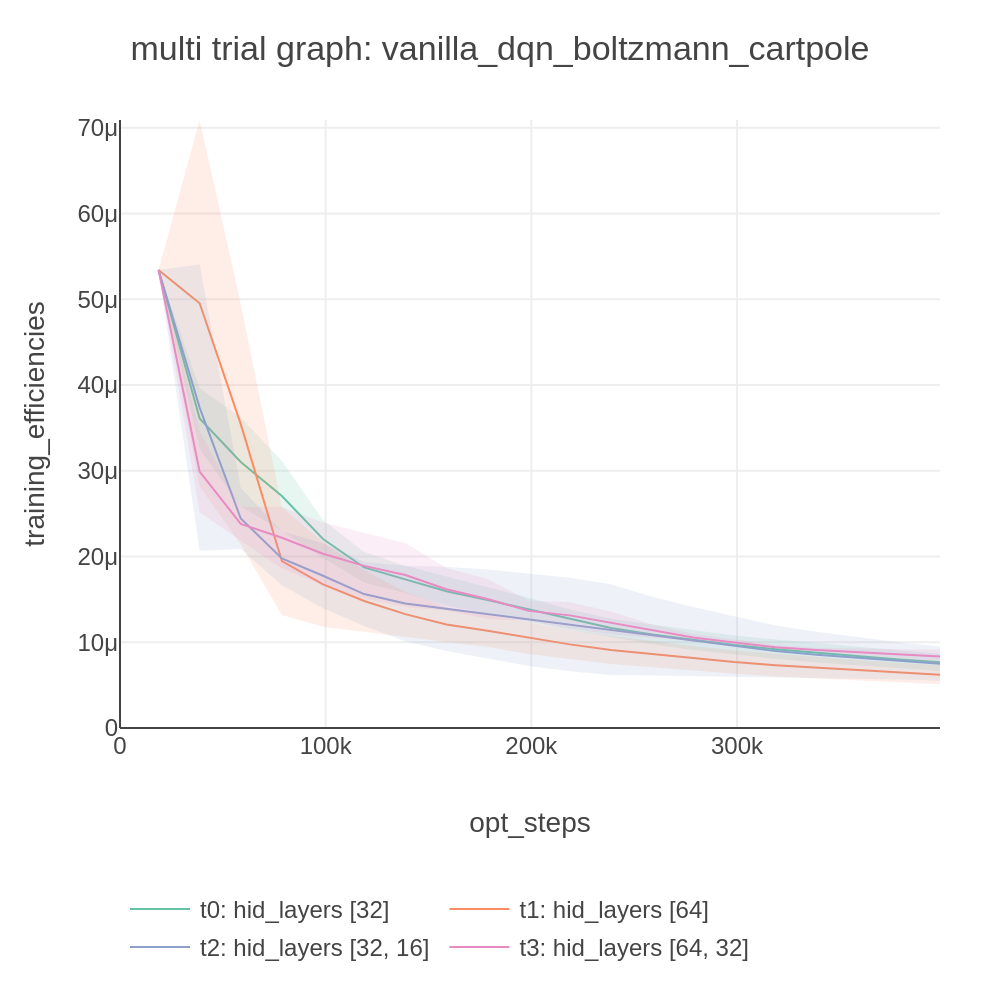 multi trial graph: vanilla_dqn_boltzmann_cartpole
70μ
60μ
50μ
40μ
30μ
20μ
10μ
0
training_efficiencies
0 100k 200k 300k
opt_steps
t0: hid_layers [32] t1: hid_layers [64]
t2: hid_layers [32, 16] t3: hid_layers [64, 32]